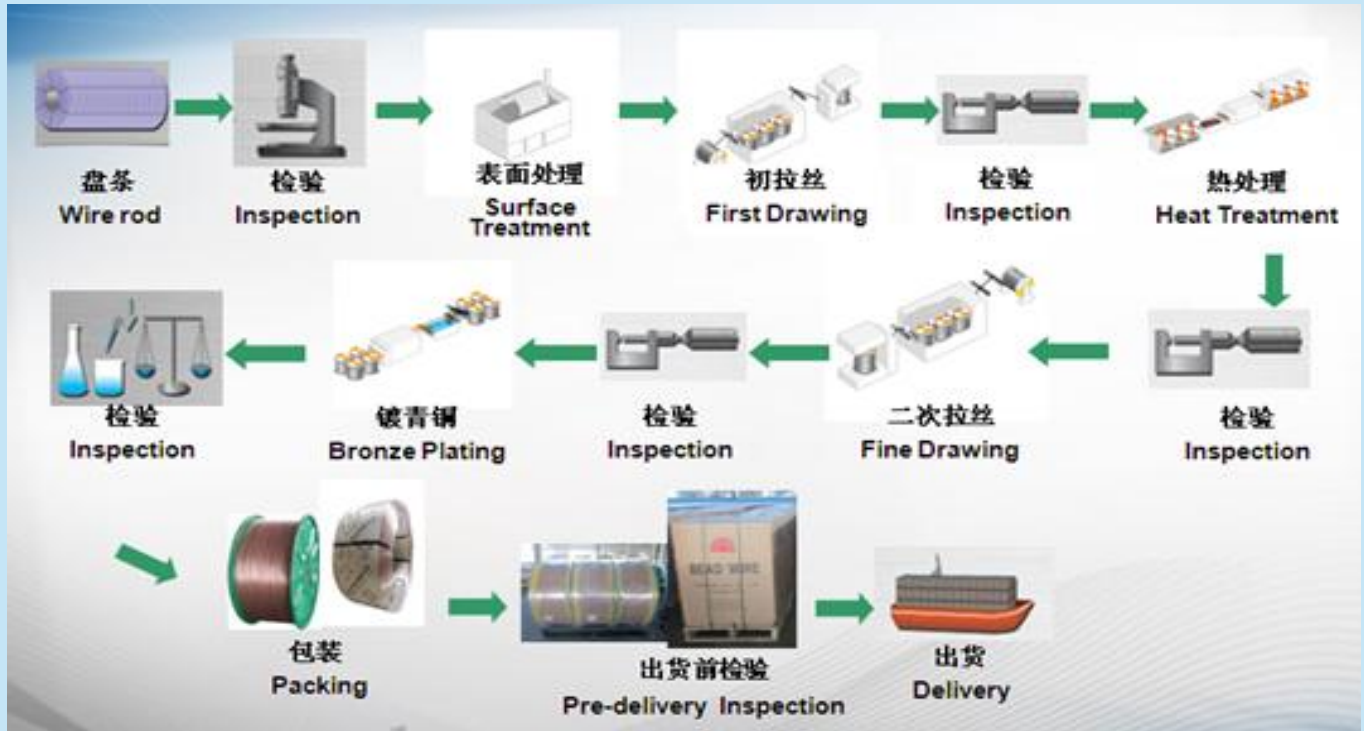 盘条
Wire rod
检验
Inspection
表面处理
Surface
Treatment
初拉丝
First Drawing
检验
Inspection
热处理
Heat Treatment
检验
Inspection
二次拉丝
Fine Drawing
检验
Inspection
镀青铜
Bronze Plating
检验
Inspection
包装
Packing
BEAD WIRE
出货前检验
Pre-delivery Inspection
出货
Delivery